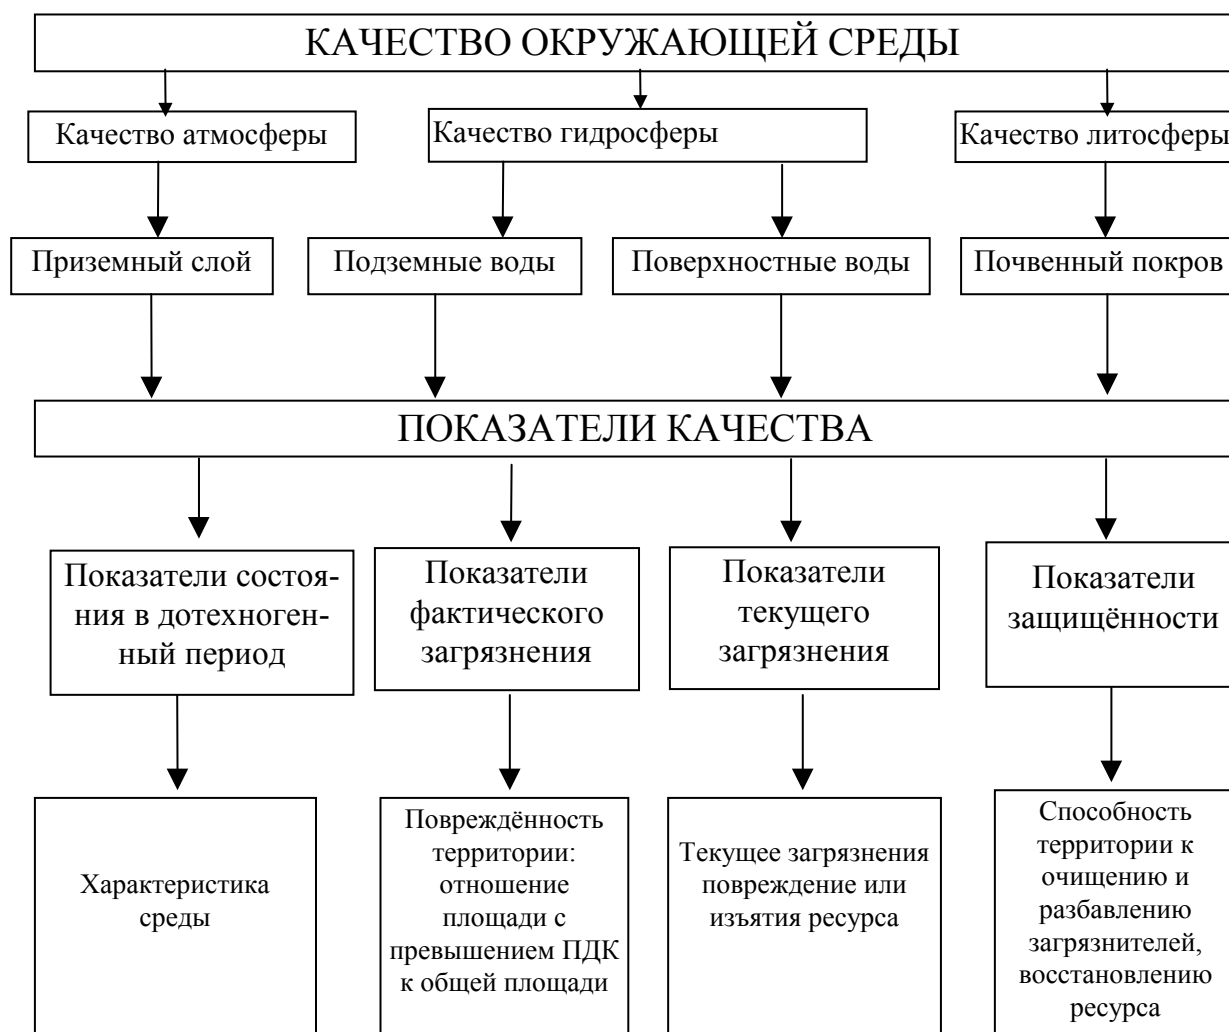 КАЧЕСТВО ОКРУЖАЮЩЕЙ СРЕДЫ
Качество атмосферы
Качество гидросферы
Качество литосферы
Приземный слой
Подземные воды
Поверхностные воды
Почвенный покров
ПОКАЗАТЕЛИ КАЧЕСТВА
Показатели состоя-
ния в дотехноген-
ный период
Показатели
фактического
загрязнения
Показатели
текущего
загрязнения
Показатели
защищённости
Характеристика
среды
Повреждённость
территории:
отношение
площади с
превышением ПДК
к общей площади
Текущее загрязнения
повреждение или
изъятия ресурса
Способность
территории к
очищению и
разбавлению
загрязнителей,
восстановлению
ресурса